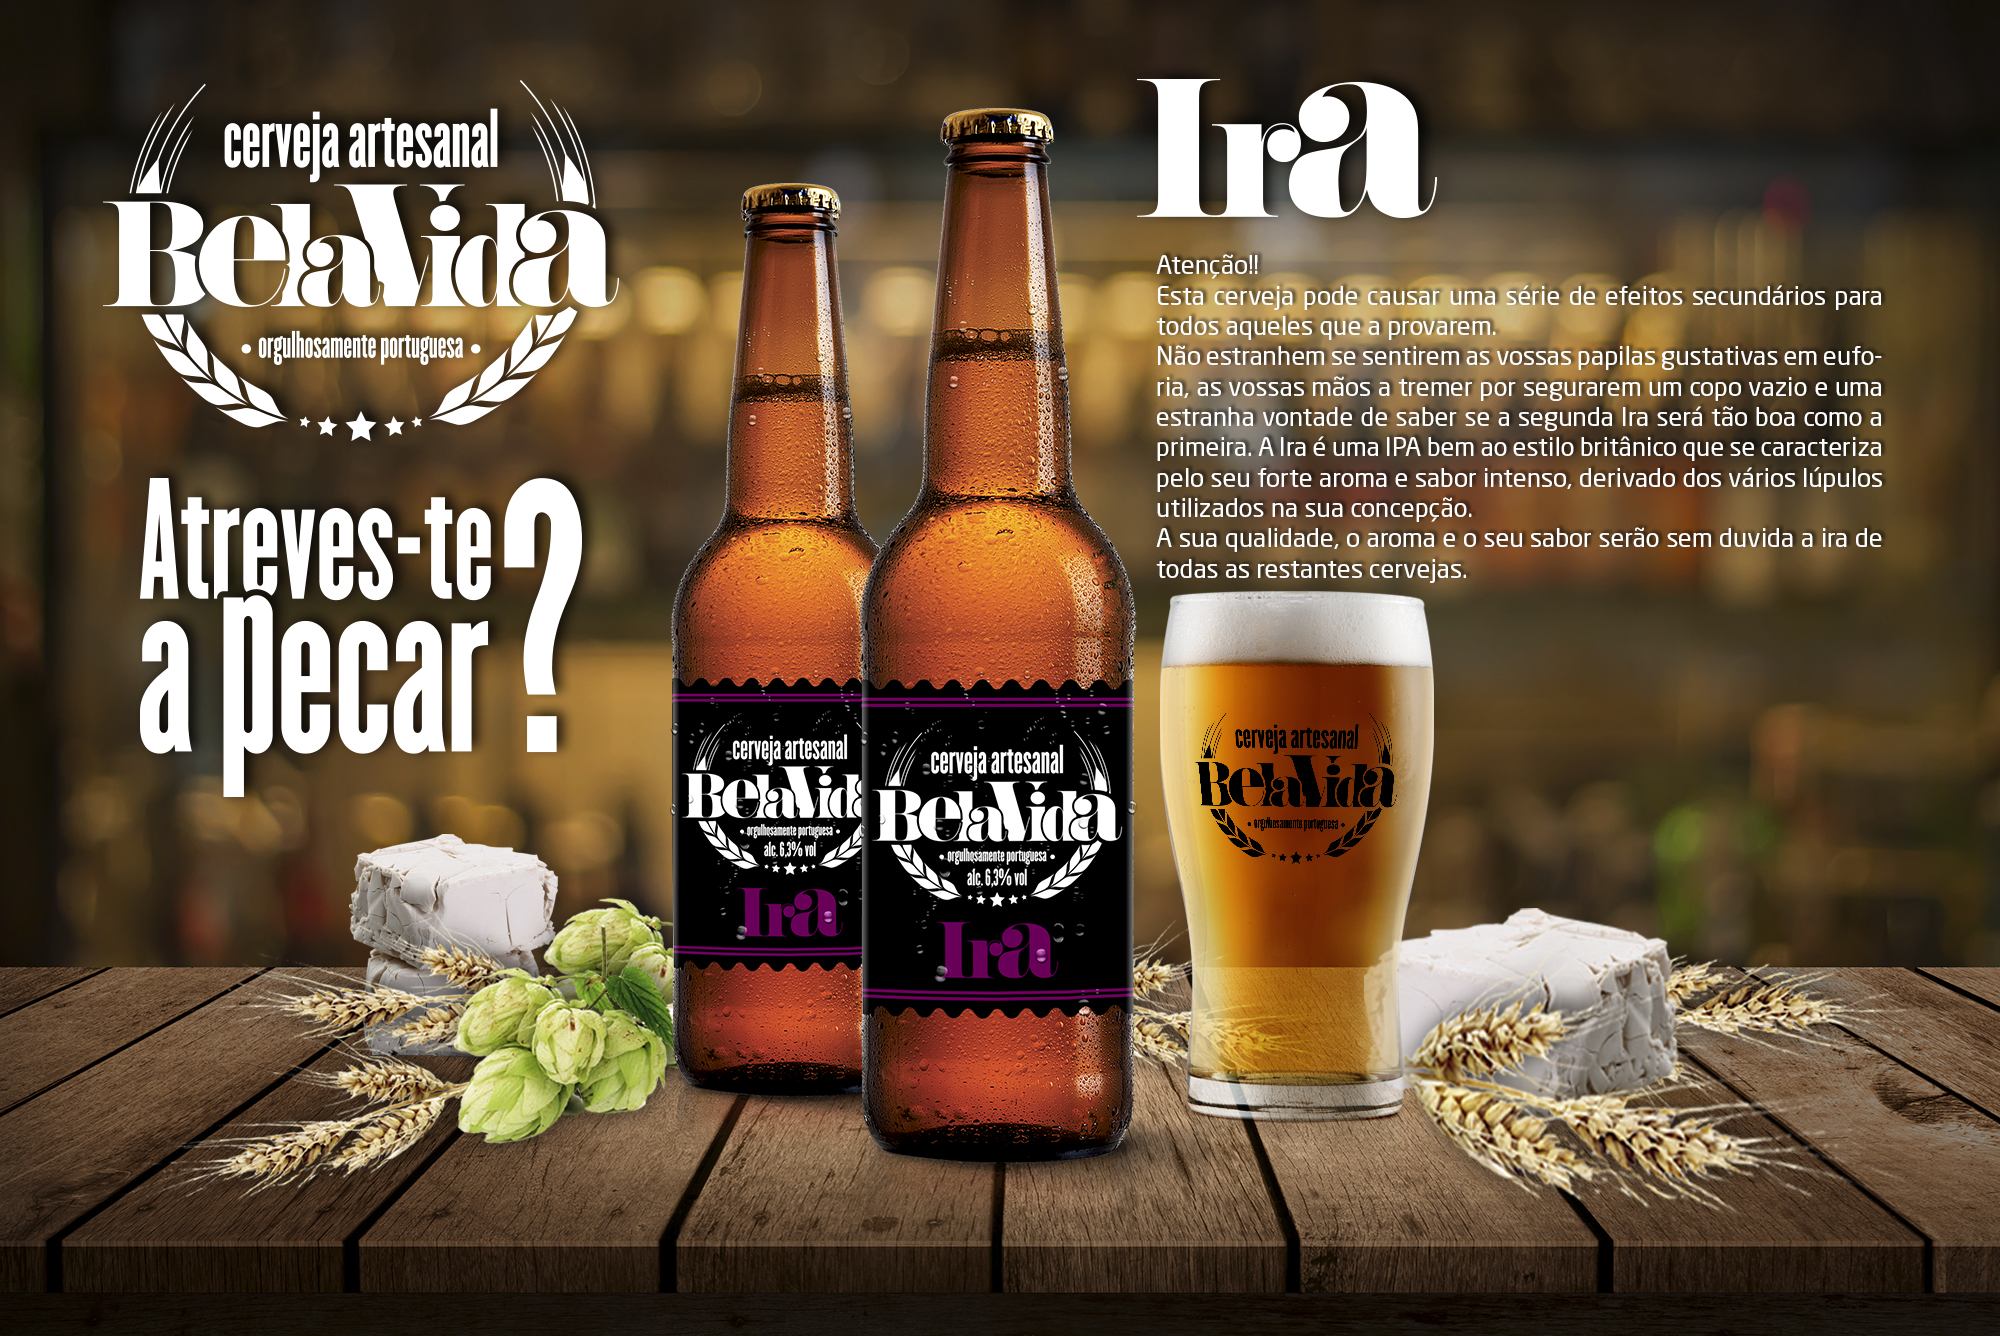 cerveja artesanal
BelaVida
• orgulhosamente portuguesa •
Atreves-te
a pecar?
Ira
Atenção!!
Esta cerveja pode causar uma série de efeitos secundários para
todos aqueles que a provarem.
Não estranhem se sentirem as vossas papilas gustativas em eufo-
ria, as vossas mãos a tremer por segurarem um copo vazio e uma
estranha vontade de saber se a segunda Ira será tão boa como a
primeira. A Ira é uma IPA bem ao estilo britânico que se caracteriza
pelo seu forte aroma e sabor intenso, derivado dos vários lúpulos
utilizados na sua concepção.
A sua qualidade, o aroma e o seu sabor serão sem duvida a ira de
todas as restantes cervejas.
cerveja artesanal
BelaVida
• orgulhosamente portuguesa •
alc. 6,3% vol
Ira
cerveja artesanal
BelaVida
• orgulhosamente portuguesa •
alc. 6,3% vol
Ira
cerveja artesanal
BelaVida
• orgulhosamente portuguesa •